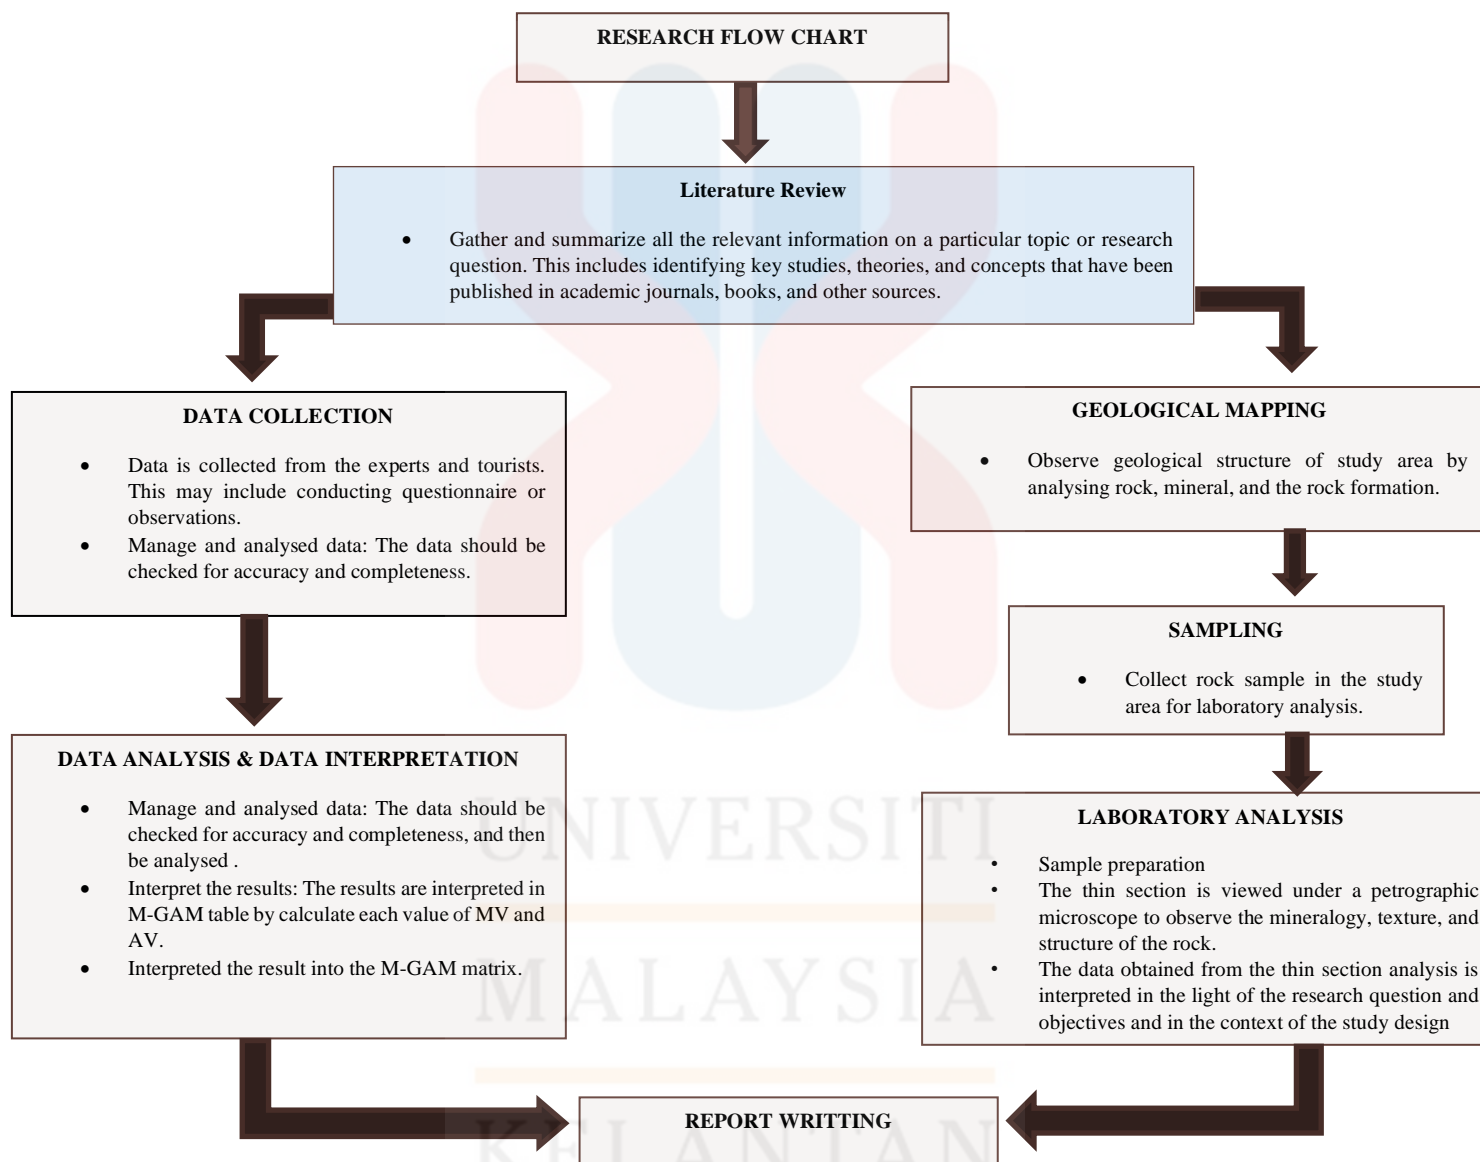 RESEARCH FLOW CHART
Literature Review
• Gather and summarize all the relevant information on a particular topic or research
question. This includes identifying key studies, theories, and concepts that have been
published in academic journals, books, and other sources.
DATA COLLECTION
• Data is collected from the experts and tourists.
This may include conducting questionnaire or
observations.
• Manage and analysed data: The data should be
checked for accuracy and completeness.
GEOLOGICAL MAPPING
• Observe geological structure of study area by
analysing rock, mineral, and the rock formation.
SAMPLING
• Collect rock sample in the study
area for laboratory analysis.
DATA ANALYSIS & DATA INTERPRETATION
• Manage and analysed data: The data should be
checked for accuracy and completeness, and then
be analysed .
• Interpret the results: The results are interpreted in
M-GAM table by calculate each value of MV and
AV.
• Interpreted the result into the M-GAM matrix.
LABORATORY ANALYSIS
• Sample preparation
• The thin section is viewed under a petrographic
microscope to observe the mineralogy, texture, and
structure of the rock.
• The data obtained from the thin section analysis is
interpreted in the light of the research question and
objectives and in the context of the study design
REPORT WRITTING
UNIVERSITI
MALAYSIA
KELANTAN